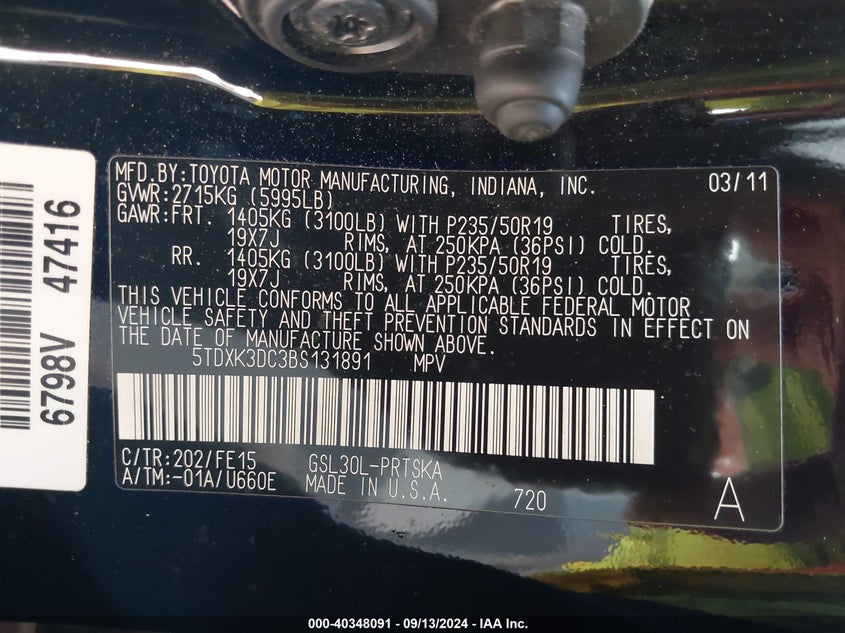 MFD.BY:TOYOTA MOTOR MANUFACTURING, INDIANA, INC. 03/11
GVWR:2715KG (5995LB)
GAWR:FRT. 1405KG (3100LB) WITH P235/50R19 TIRES,
19X7J RIMS, AT 250KPA (36PSI) COLD.
RR. 1405KG (3100LB) WITH P235/50R19 TIRES,
19X7J RIMS, AT 250KPA (36PSI) COLD.
THIS VEHICLE CONFORMS TO ALL APPLICABLE FEDERAL MOTOR
VEHICLE SAFETY AND THEFT PREVENTION STANDARDS IN EFFECT ON
THE DATE OF MANUFACTURE SHOWN ABOVE.
5TDXK3DC3BS131891 MPV
C/TR:202/FE15 GSL30L-PRTSKA
A/TM:-01A/U660E MADE IN U.S.A. 720 A
6798V 47416
000-40348091 - 09/13/2024 - IAA Inc.